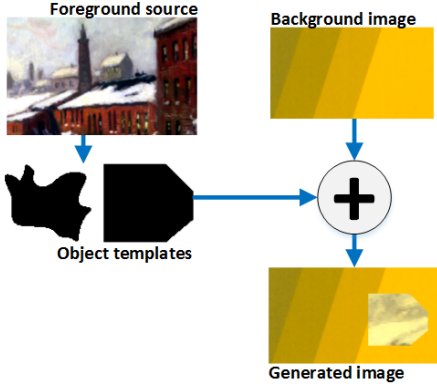 Foreground source
Background image
Object templates
Generated image